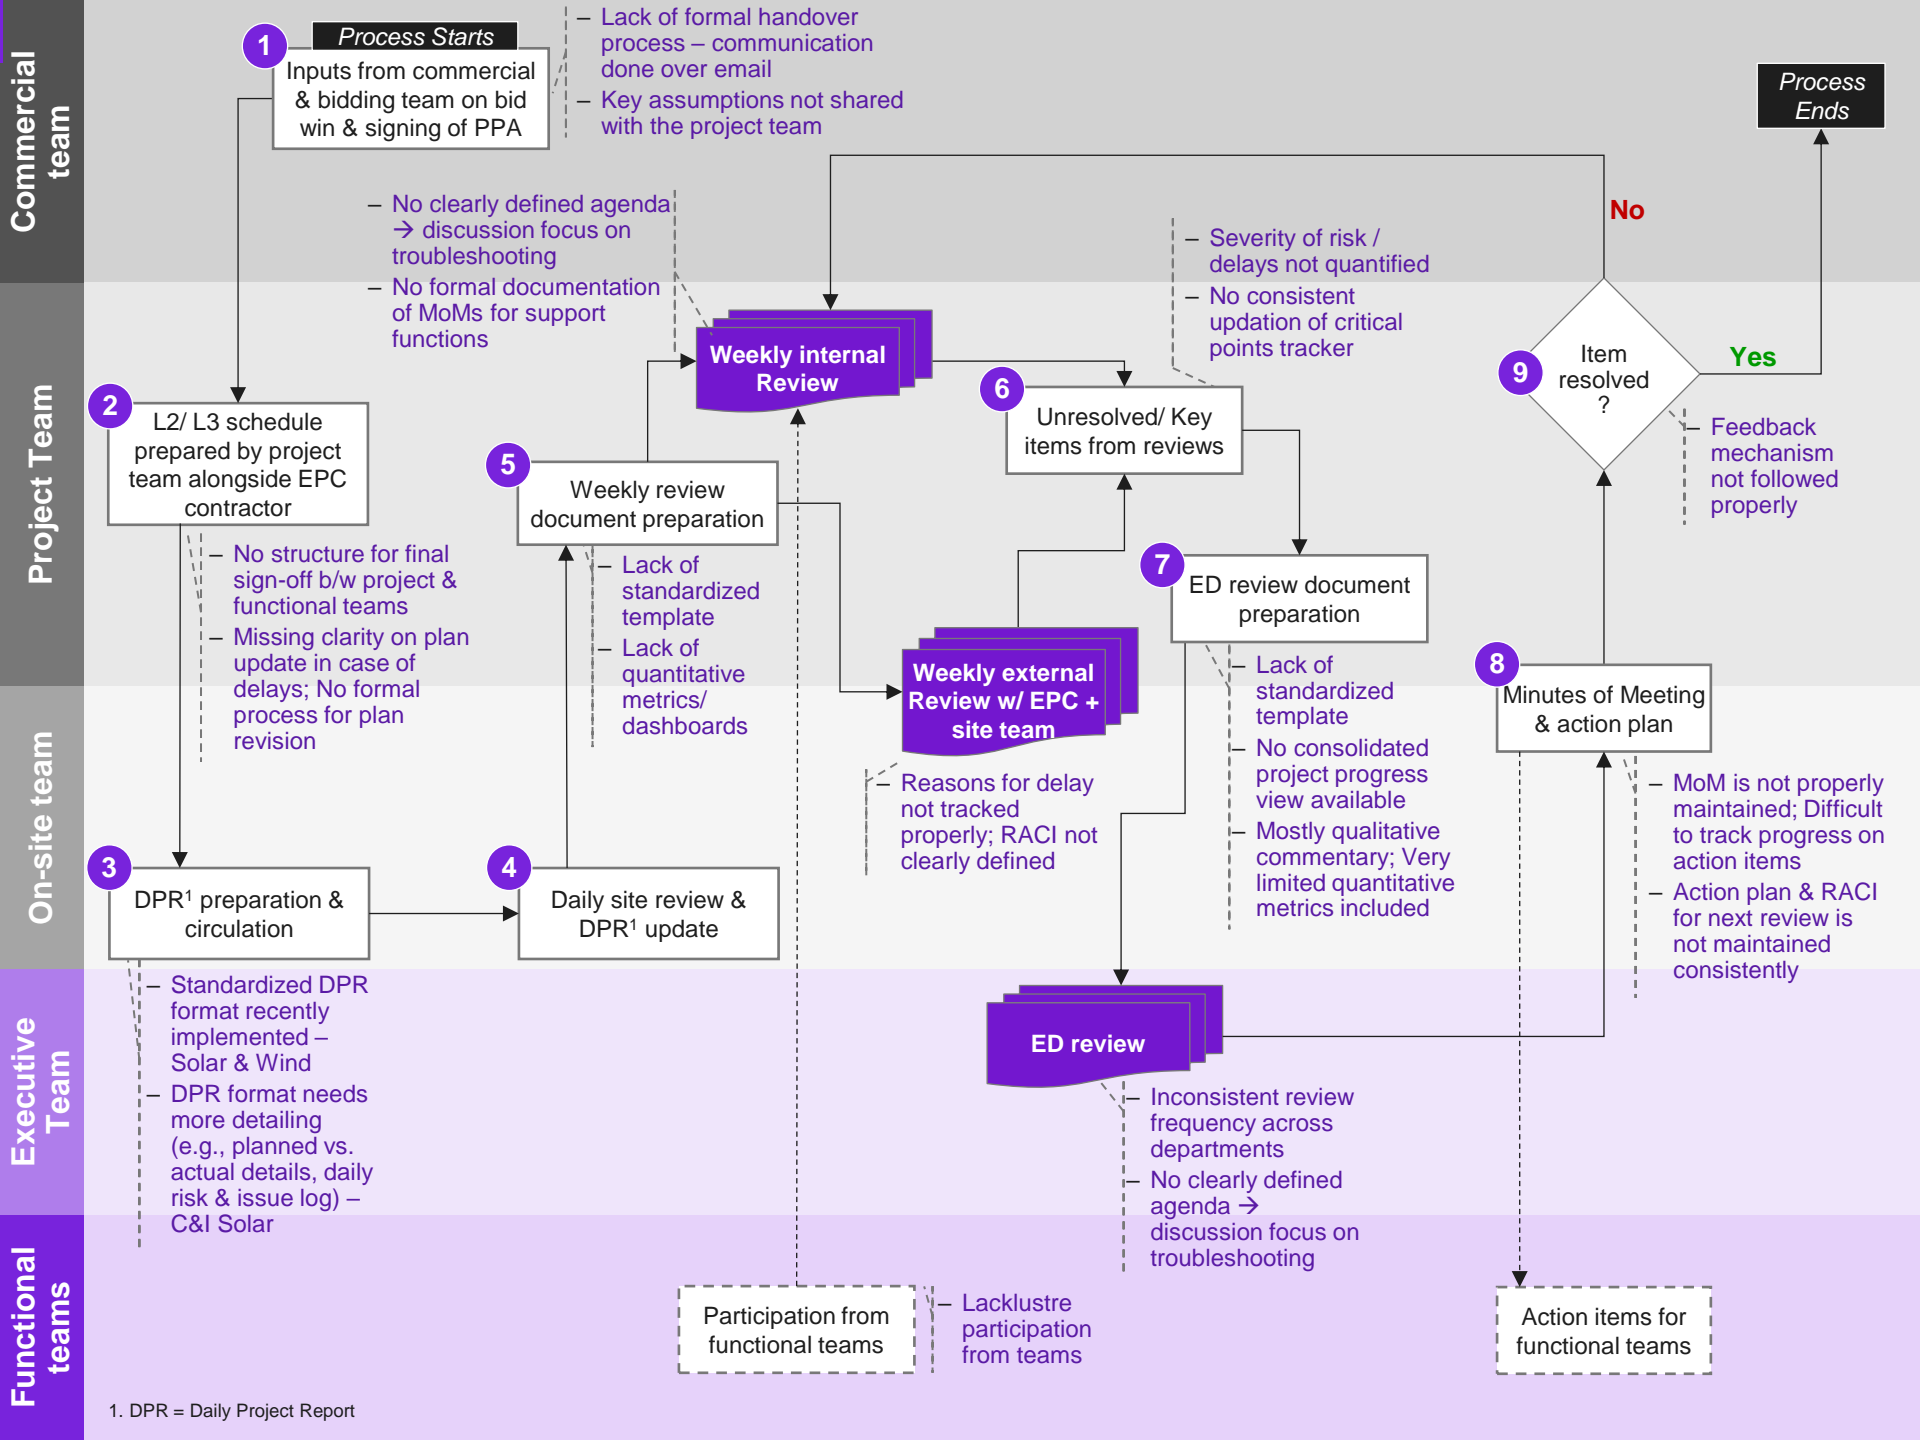 Commercial
team
Project Team
On-site team
Executive
Team
Functional
teams
Process Starts
1
Inputs from commercial
& bidding team on bid
win & signing of PPA
– Lack of formal handover
process – communication
done over email
– Key assumptions not shared
with the project team
Process
Ends
– No clearly defined agenda
→ discussion focus on
troubleshooting
– No formal documentation
of MoMs for support
functions
– Severity of risk /
delays not quantified
– No consistent
updation of critical
points tracker
No
Yes
Weekly internal
Review
9
Item
resolved
?
– Feedback
mechanism
not followed
properly
2
L2/ L3 schedule
prepared by project
team alongside EPC
contractor
– No structure for final
sign-off b/w project &
functional teams
– Missing clarity on plan
update in case of
delays; No formal
process for plan
revision
5
Weekly review
document preparation
– Lack of
standardized
template
– Lack of
quantitative
metrics/
dashboards
6
Unresolved/ Key
items from reviews
7
ED review document
preparation
– Lack of
standardized
template
– No consolidated
project progress
view available
– Mostly qualitative
commentary; Very
limited quantitative
metrics included
Weekly external
Review w/ EPC +
site team
– Reasons for delay
not tracked
properly; RACI not
clearly defined
8
Minutes of Meeting
& action plan
– MoM is not properly
maintained; Difficult
to track progress on
action items
– Action plan & RACI
for next review is
not maintained
consistently
3
DPR¹ preparation &
circulation
– Standardized DPR
format recently
implemented –
Solar & Wind
– DPR format needs
more detailing
(e.g., planned vs.
actual details, daily
risk & issue log) –
C&I Solar
4
Daily site review &
DPR¹ update
ED review
– Inconsistent review
frequency across
departments
– No clearly defined
agenda →
discussion focus on
troubleshooting
Participation from
functional teams
– Lacklustre
participation
from teams
Action items for
functional teams
1. DPR = Daily Project Report